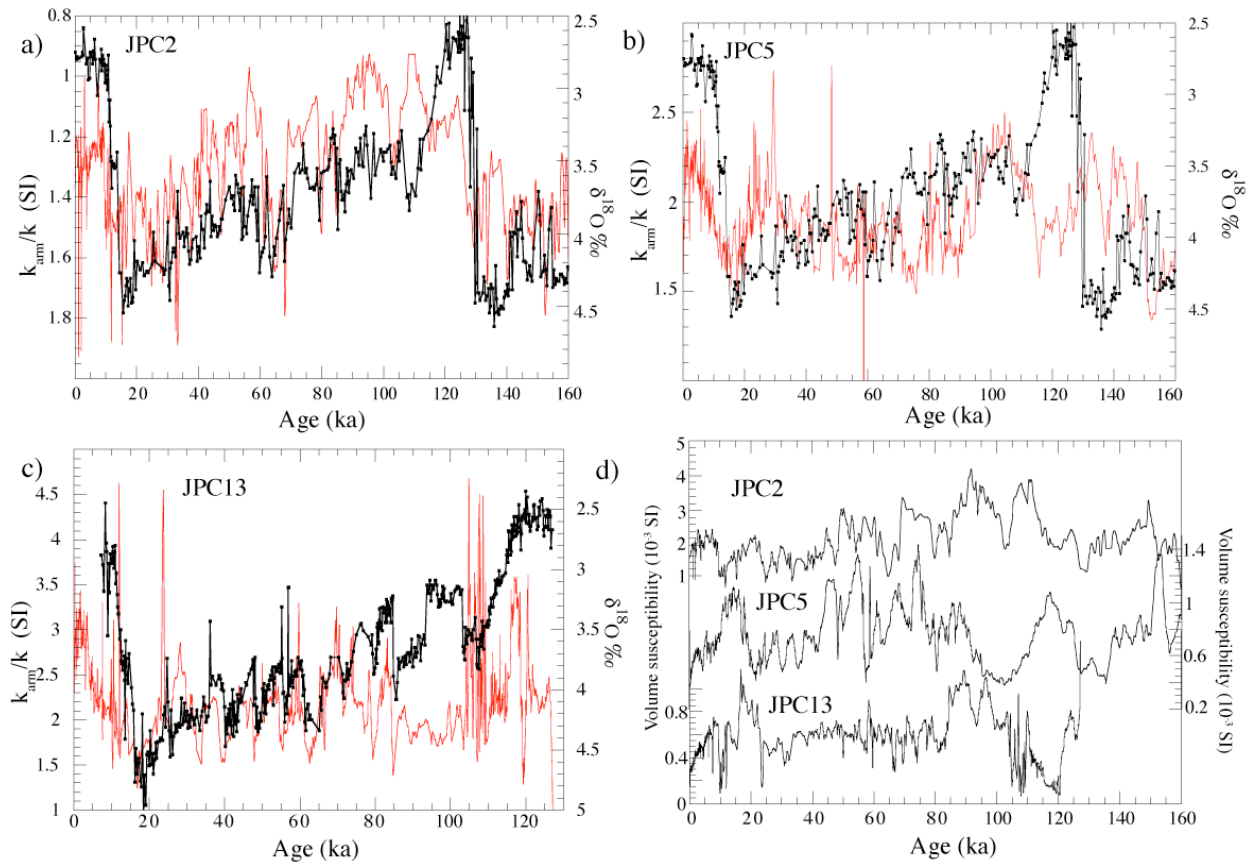 a)
JPC2
0.8
1
1.2
1.4
1.6
1.8
k_arm/k (SI)
2.5
3
3.5
4
4.5
δ18O ‰
0 20 40 60 80 100 120 140 160
Age (ka)
b)
JPC5
2.5
2
1.5
k_arm/k (SI)
2.5
3
3.5
4
4.5
δ18O ‰
0 20 40 60 80 100 120 140 160
Age (ka)
c)
JPC13
4.5
4
3.5
3
2.5
2
1.5
1
k_arm/k (SI)
2
2.5
3
3.5
4
4.5
5
δ18O ‰
0 20 40 60 80 100 120
Age (ka)
d)
JPC2
JPC5
JPC13
5
4
3
2
1
0.8
0.4
0
Volume susceptibility (10-3 SI)
1.4
1
0.6
0.2
Volume susceptibility (10-3 SI)
0 20 40 60 80 100 120 140 160
Age (ka)